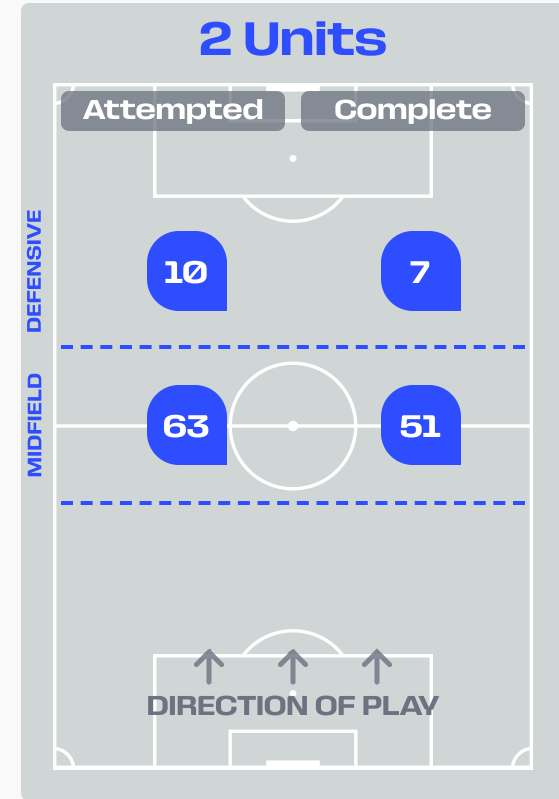 2 Units
Attempted Complete
DEFENSIVE
10 7
MIDFIELD
63 51
DIRECTION OF PLAY